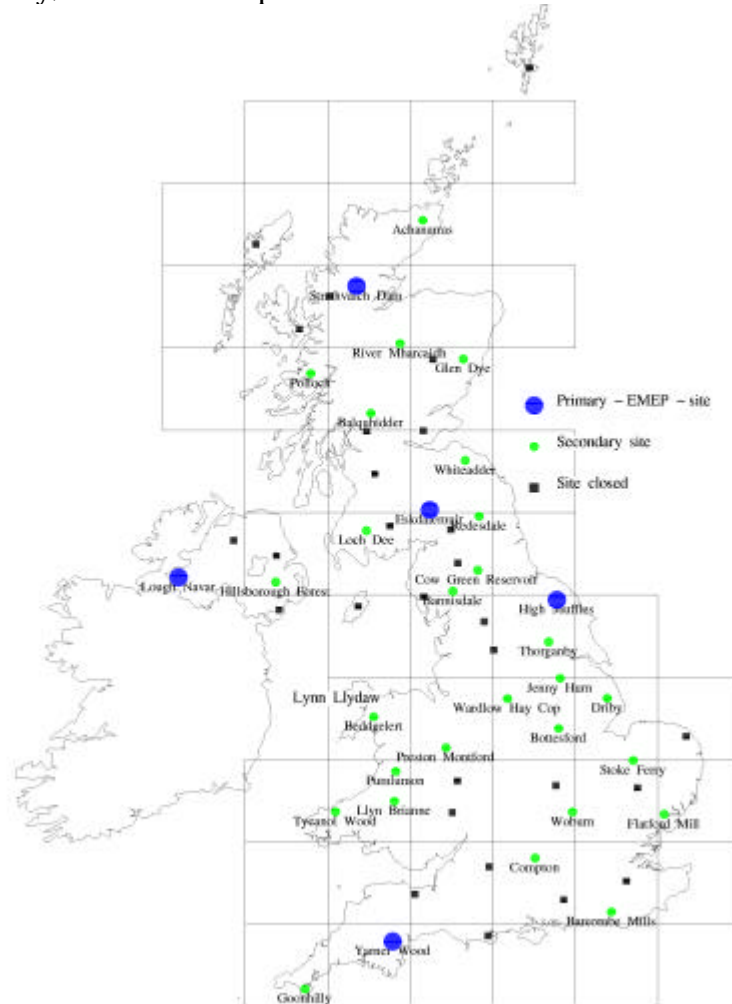 Achanarras
Strathvaich Dam
River Mharcaidh
Glen Dye
Polloch
Primary - EMEP - site
Balquhidder
Secondary site
Whiteadder
Site closed
Eskdalemuir
Redesdale
Loch Dee
Cow Green Reservoir
Lough Navar
Hillsborough Forest
Bannisdale
High Muffles
Thorganby
Jenny Hurn
Lynn Llydaw
Wardlow Hay Cop
Driby
Beddgelert
Bottesford
Preston Montford
Stoke Ferry
Pumlumon
Llyn Brianne
Tycanol Wood
Woburn
Flatford Mill
Compton
Barcombe Mills
Yarner Wood
Goonhilly